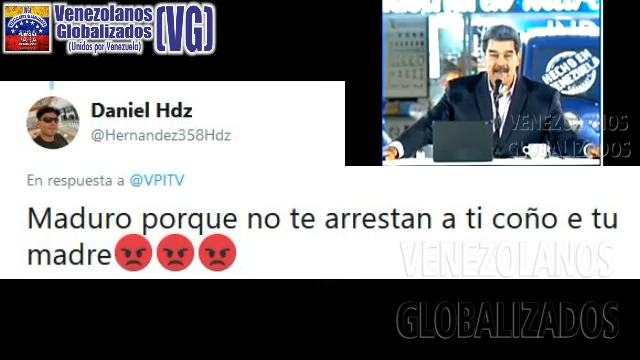 Venezolanos
Globalizados
(Unidos por Venezuela)
(VG)
HECHO EN
VENEZUELA
VENEZOLANOS
GLOBALIZADOS
Daniel Hdz
@Hernandez358Hdz
En respuesta a @VPITV
Maduro porque no te arrestan a ti coño e tu
madre😡😡😡
VENEZOLANOS
GLOBALIZADOS